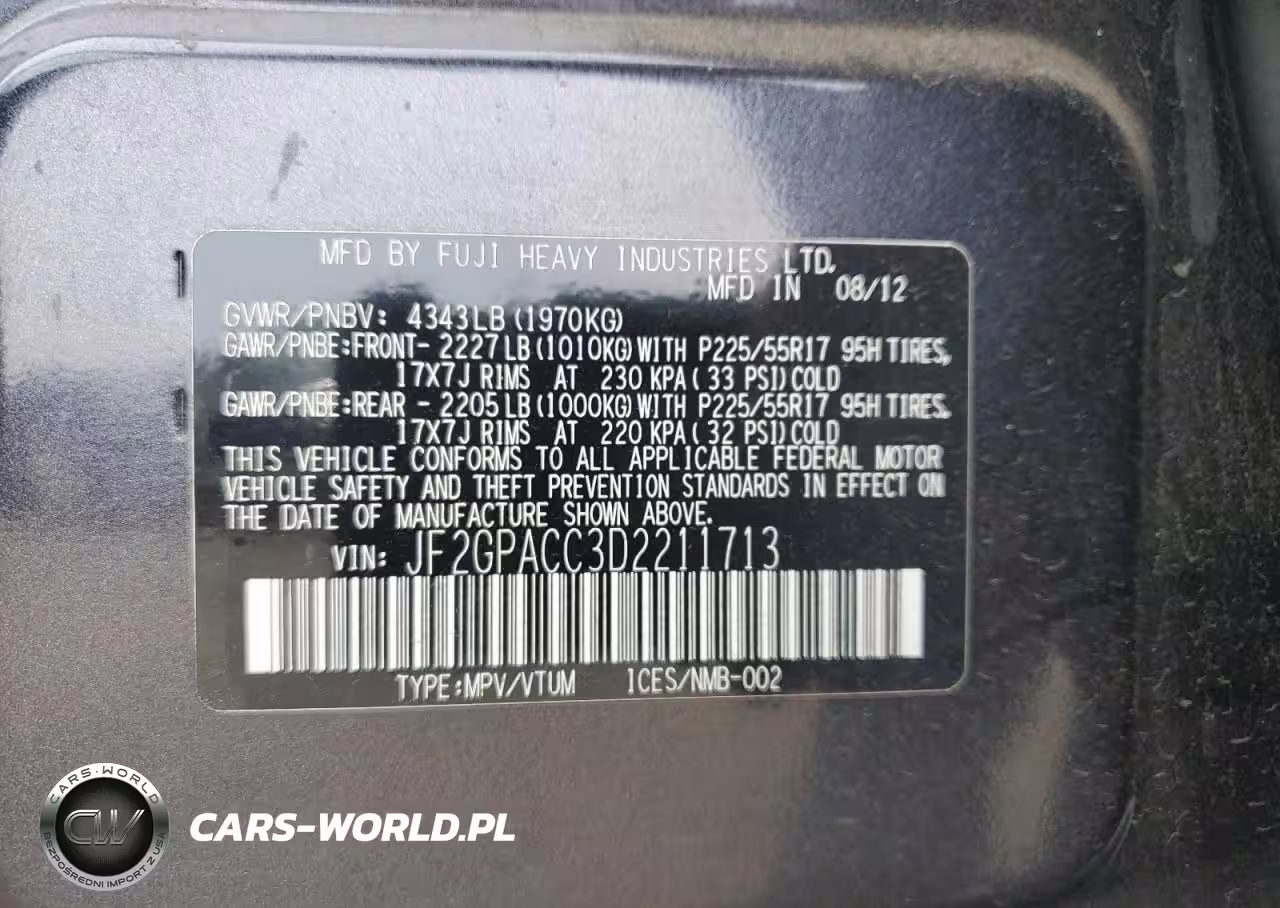 MFD BY FUJI HEAVY INDUSTRIES LTD.
MFD IN 08/12
GVWR/PNBV: 4343LB(1970KG)
GAWR/PNBE:FRONT- 2227LB(1010KG)WITH P225/55R17 95H TIRES,
17X7J RIMS AT 230 KPA( 33 PSI)COLD
GAWR/PNBE:REAR - 2205LB(1000KG)WITH P225/55R17 95H TIRES,
17X7J RIMS AT 220 KPA( 32 PSI)COLD
THIS VEHICLE CONFORMS TO ALL APPLICABLE FEDERAL MOTOR
VEHICLE SAFETY AND THEFT PREVENTION STANDARDS IN EFFECT ON
THE DATE OF MANUFACTURE SHOWN ABOVE.
VIN: JF2GPACC3D2211713
TYPE:MPV/VTUM ICES/NMB-002
CARS-WORLD
CW
BEZPOŚREDNI IMPORT Z USA
CARS-WORLD.PL